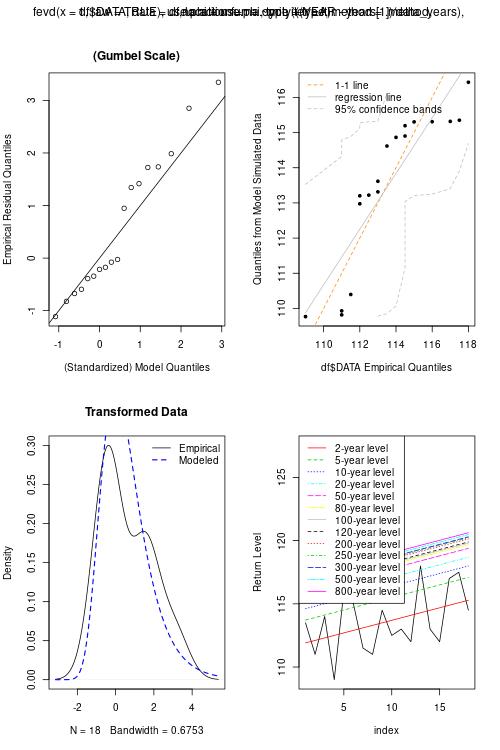 fevd(x = df$DATA, 
(Gumbel Scale)
Empirical Residual Quantiles
3
2
1
0
-1
-1 0 1 2 3
(Standardized) Model Quantiles
1-1 line
regression line
95% confidence bands
Quantiles from Model Simulated Data
116
115
114
113
112
111
110
110 112 114 116 118
df$DATA Empirical Quantiles
Transformed Data
Empirical
Modeled
Density
0.30
0.25
0.20
0.15
0.10
0.05
0.00
-2 0 2 4
N = 18 Bandwidth = 0.6753
2-year level
5-year level
10-year level
20-year level
50-year level
80-year level
100-year level
120-year level
200-year level
250-year level
300-year level
500-year level
800-year level
Return Level
125
120
115
110
5 10 15
index